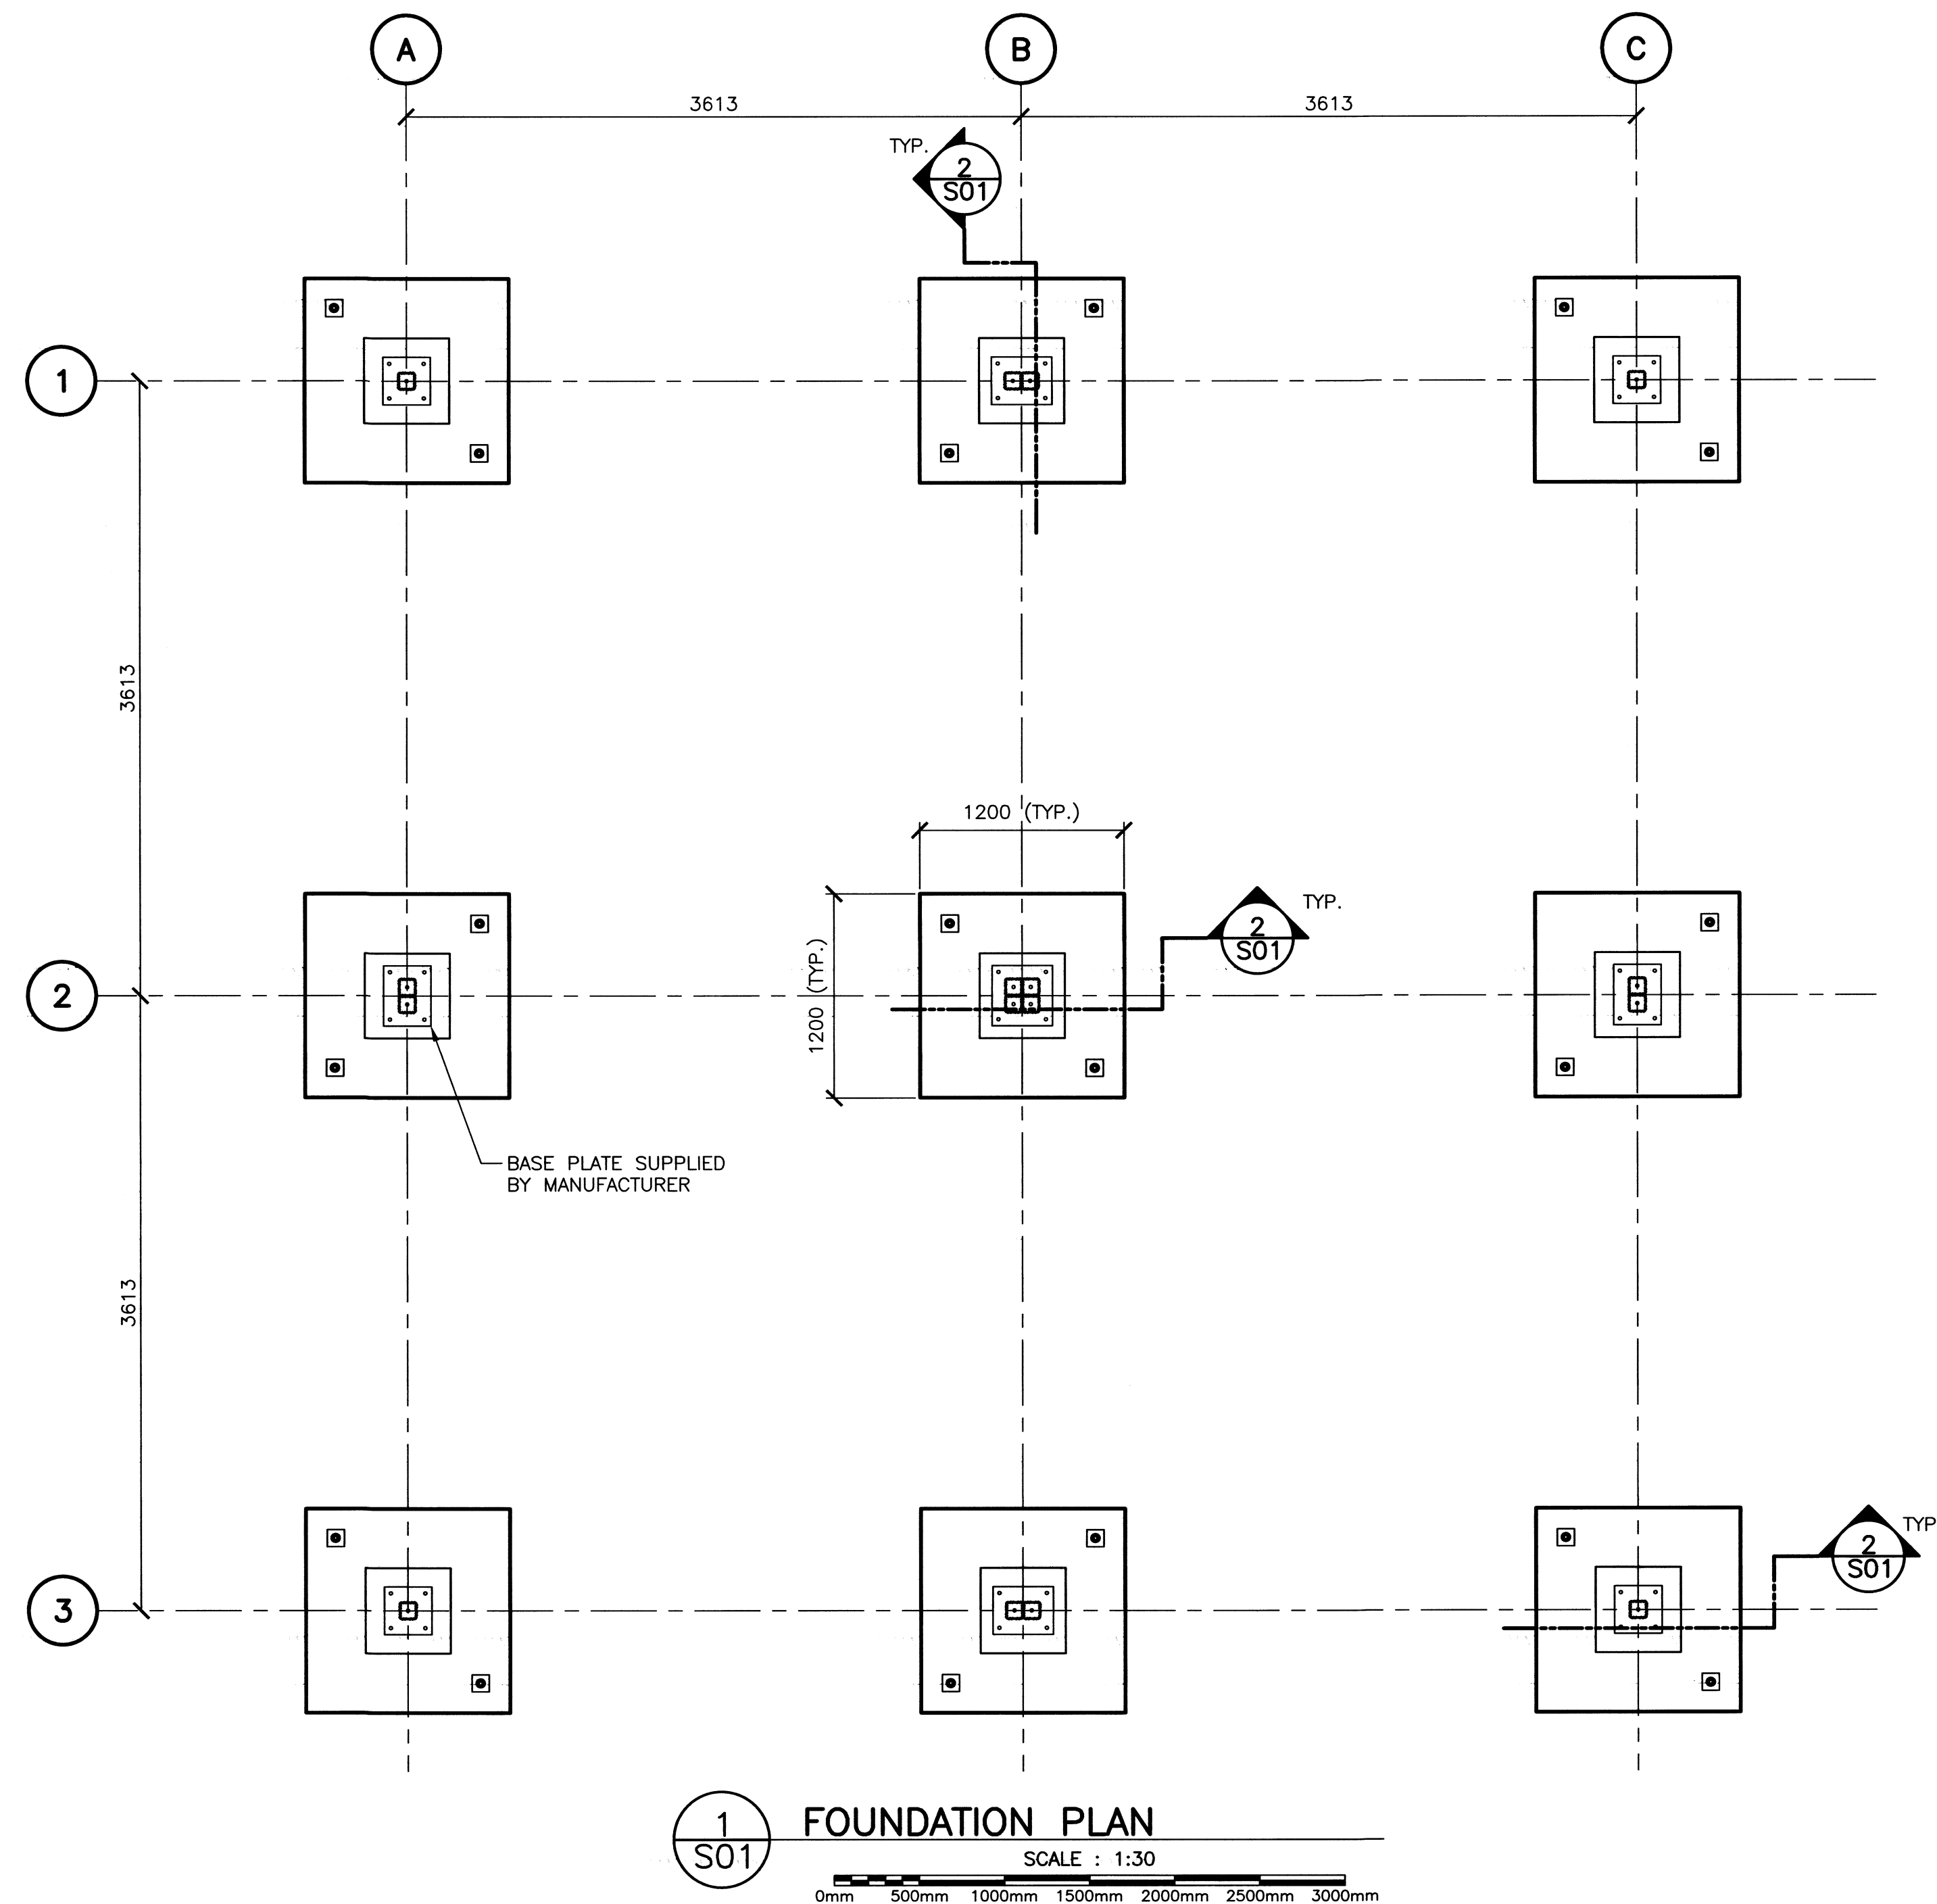 A
B
C
3613
3613
TYP.
2
S01
1
3613
1200 (TYP.)
1200 (TYP.)
TYP.
2
S01
2
BASE PLATE SUPPLIED
BY MANUFACTURER
3613
TYP
2
S01
3
1
S01
FOUNDATION PLAN
SCALE : 1:30
0mm 500mm 1000mm 1500mm 2000mm 2500mm 3000mm